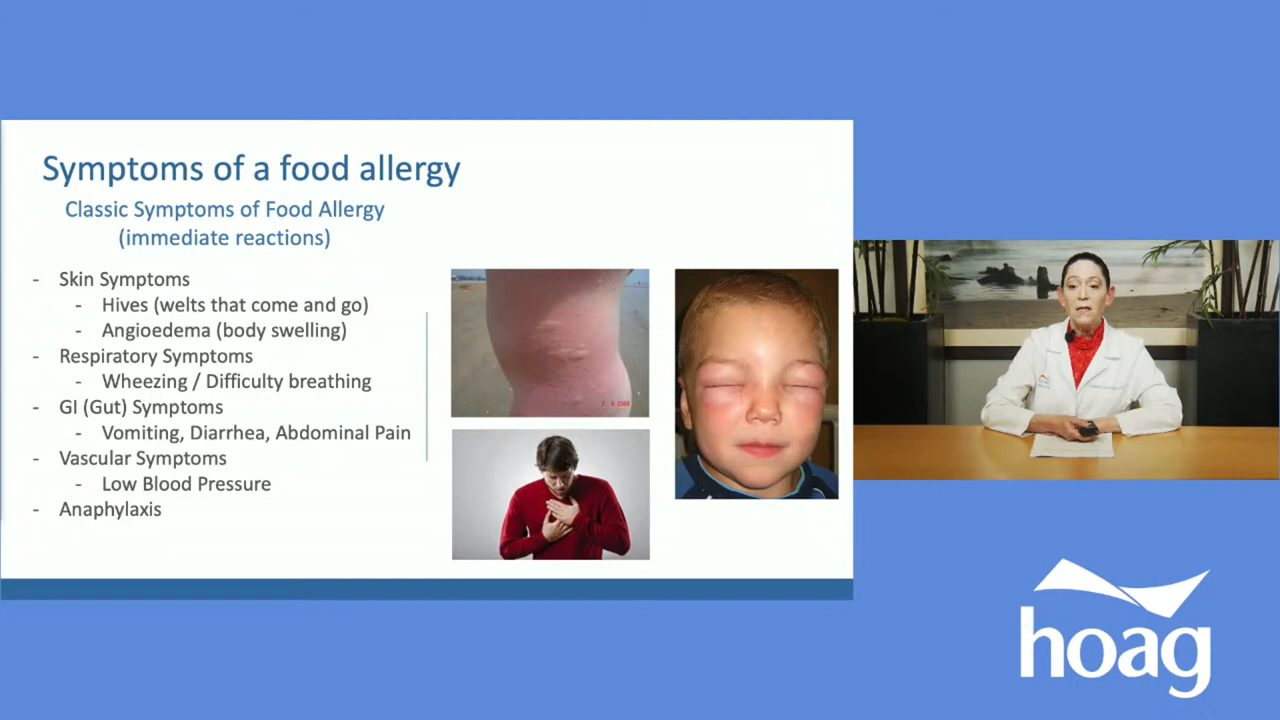 Symptoms of a food allergy
Classic Symptoms of Food Allergy
(immediate reactions)
- Skin Symptoms
- Hives (welts that come and go)
- Angioedema (body swelling)
- Respiratory Symptoms
- Wheezing / Difficulty breathing
- GI (Gut) Symptoms
- Vomiting, Diarrhea, Abdominal Pain
- Vascular Symptoms
- Low Blood Pressure
- Anaphylaxis
hoag